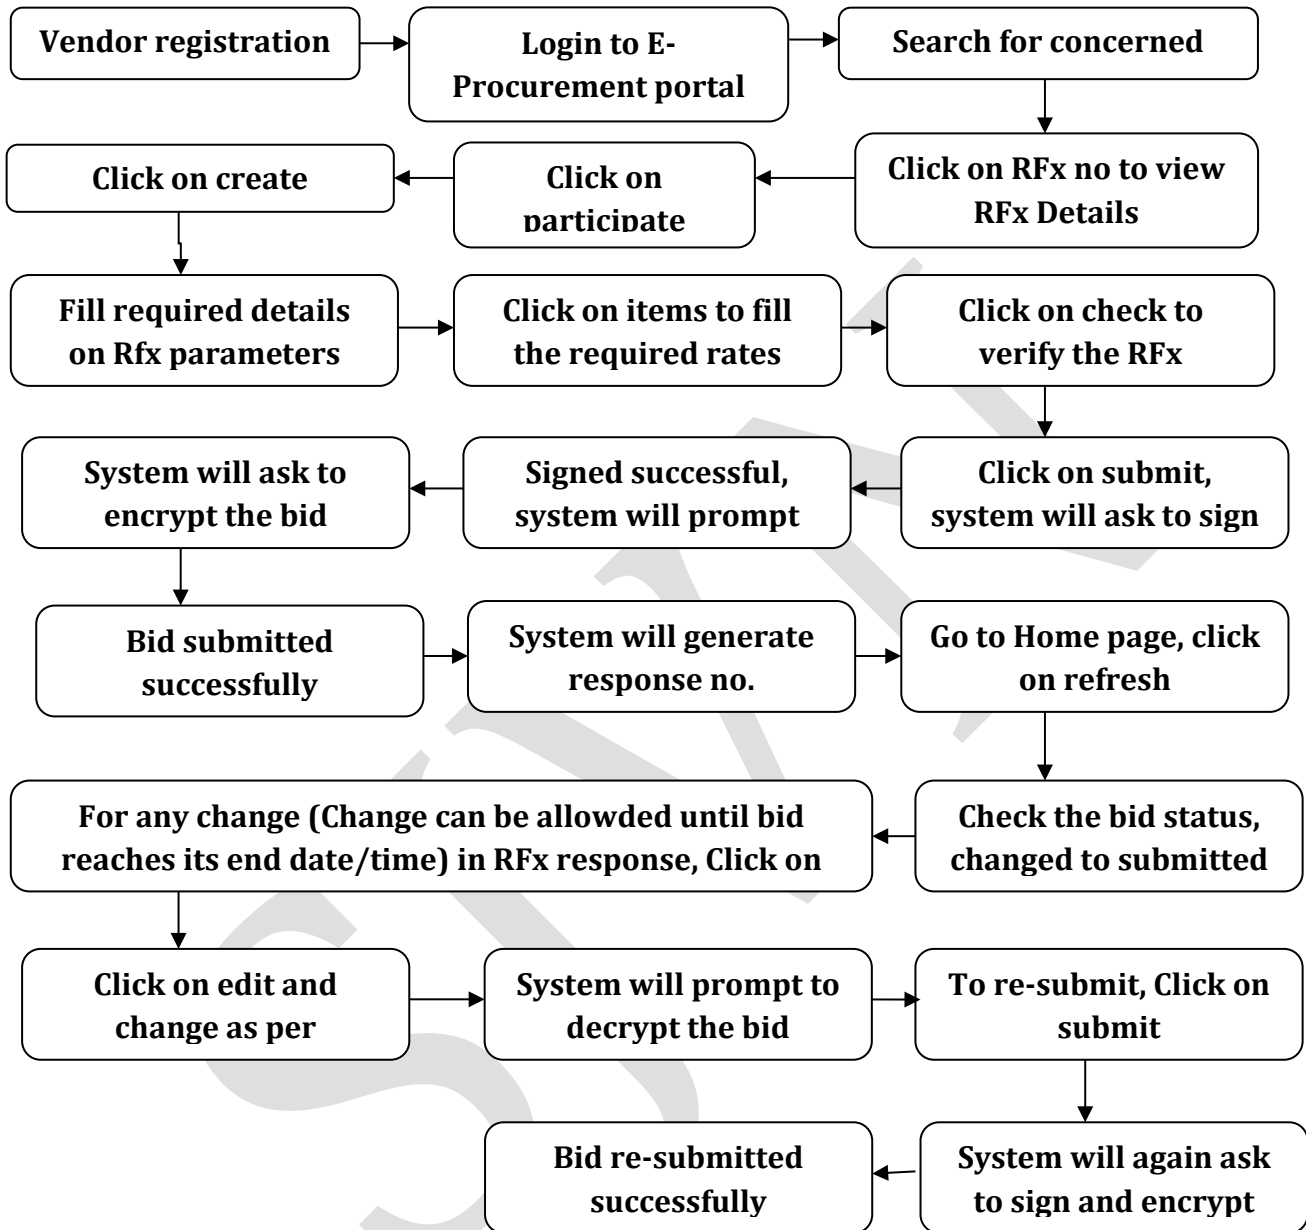 Vendor registration
Login to E-
Procurement portal
Search for concerned
Click on RFx no to view
RFx Details
Click on
participate
Click on create
Fill required details
on Rfx parameters
Click on items to fill
the required rates
Click on check to
verify the RFx
Click on submit,
system will ask to sign
Signed successful,
system will prompt
System will ask to
encrypt the bid
Bid submitted
successfully
System will generate
response no.
Go to Home page, click
on refresh
Check the bid status,
changed to submitted
For any change (Change can be allowded until bid
reaches its end date/time) in RFx response, Click on
Click on edit and
change as per
System will prompt to
decrypt the bid
To re-submit, Click on
submit
System will again ask
to sign and encrypt
Bid re-submitted
successfully
SJVN